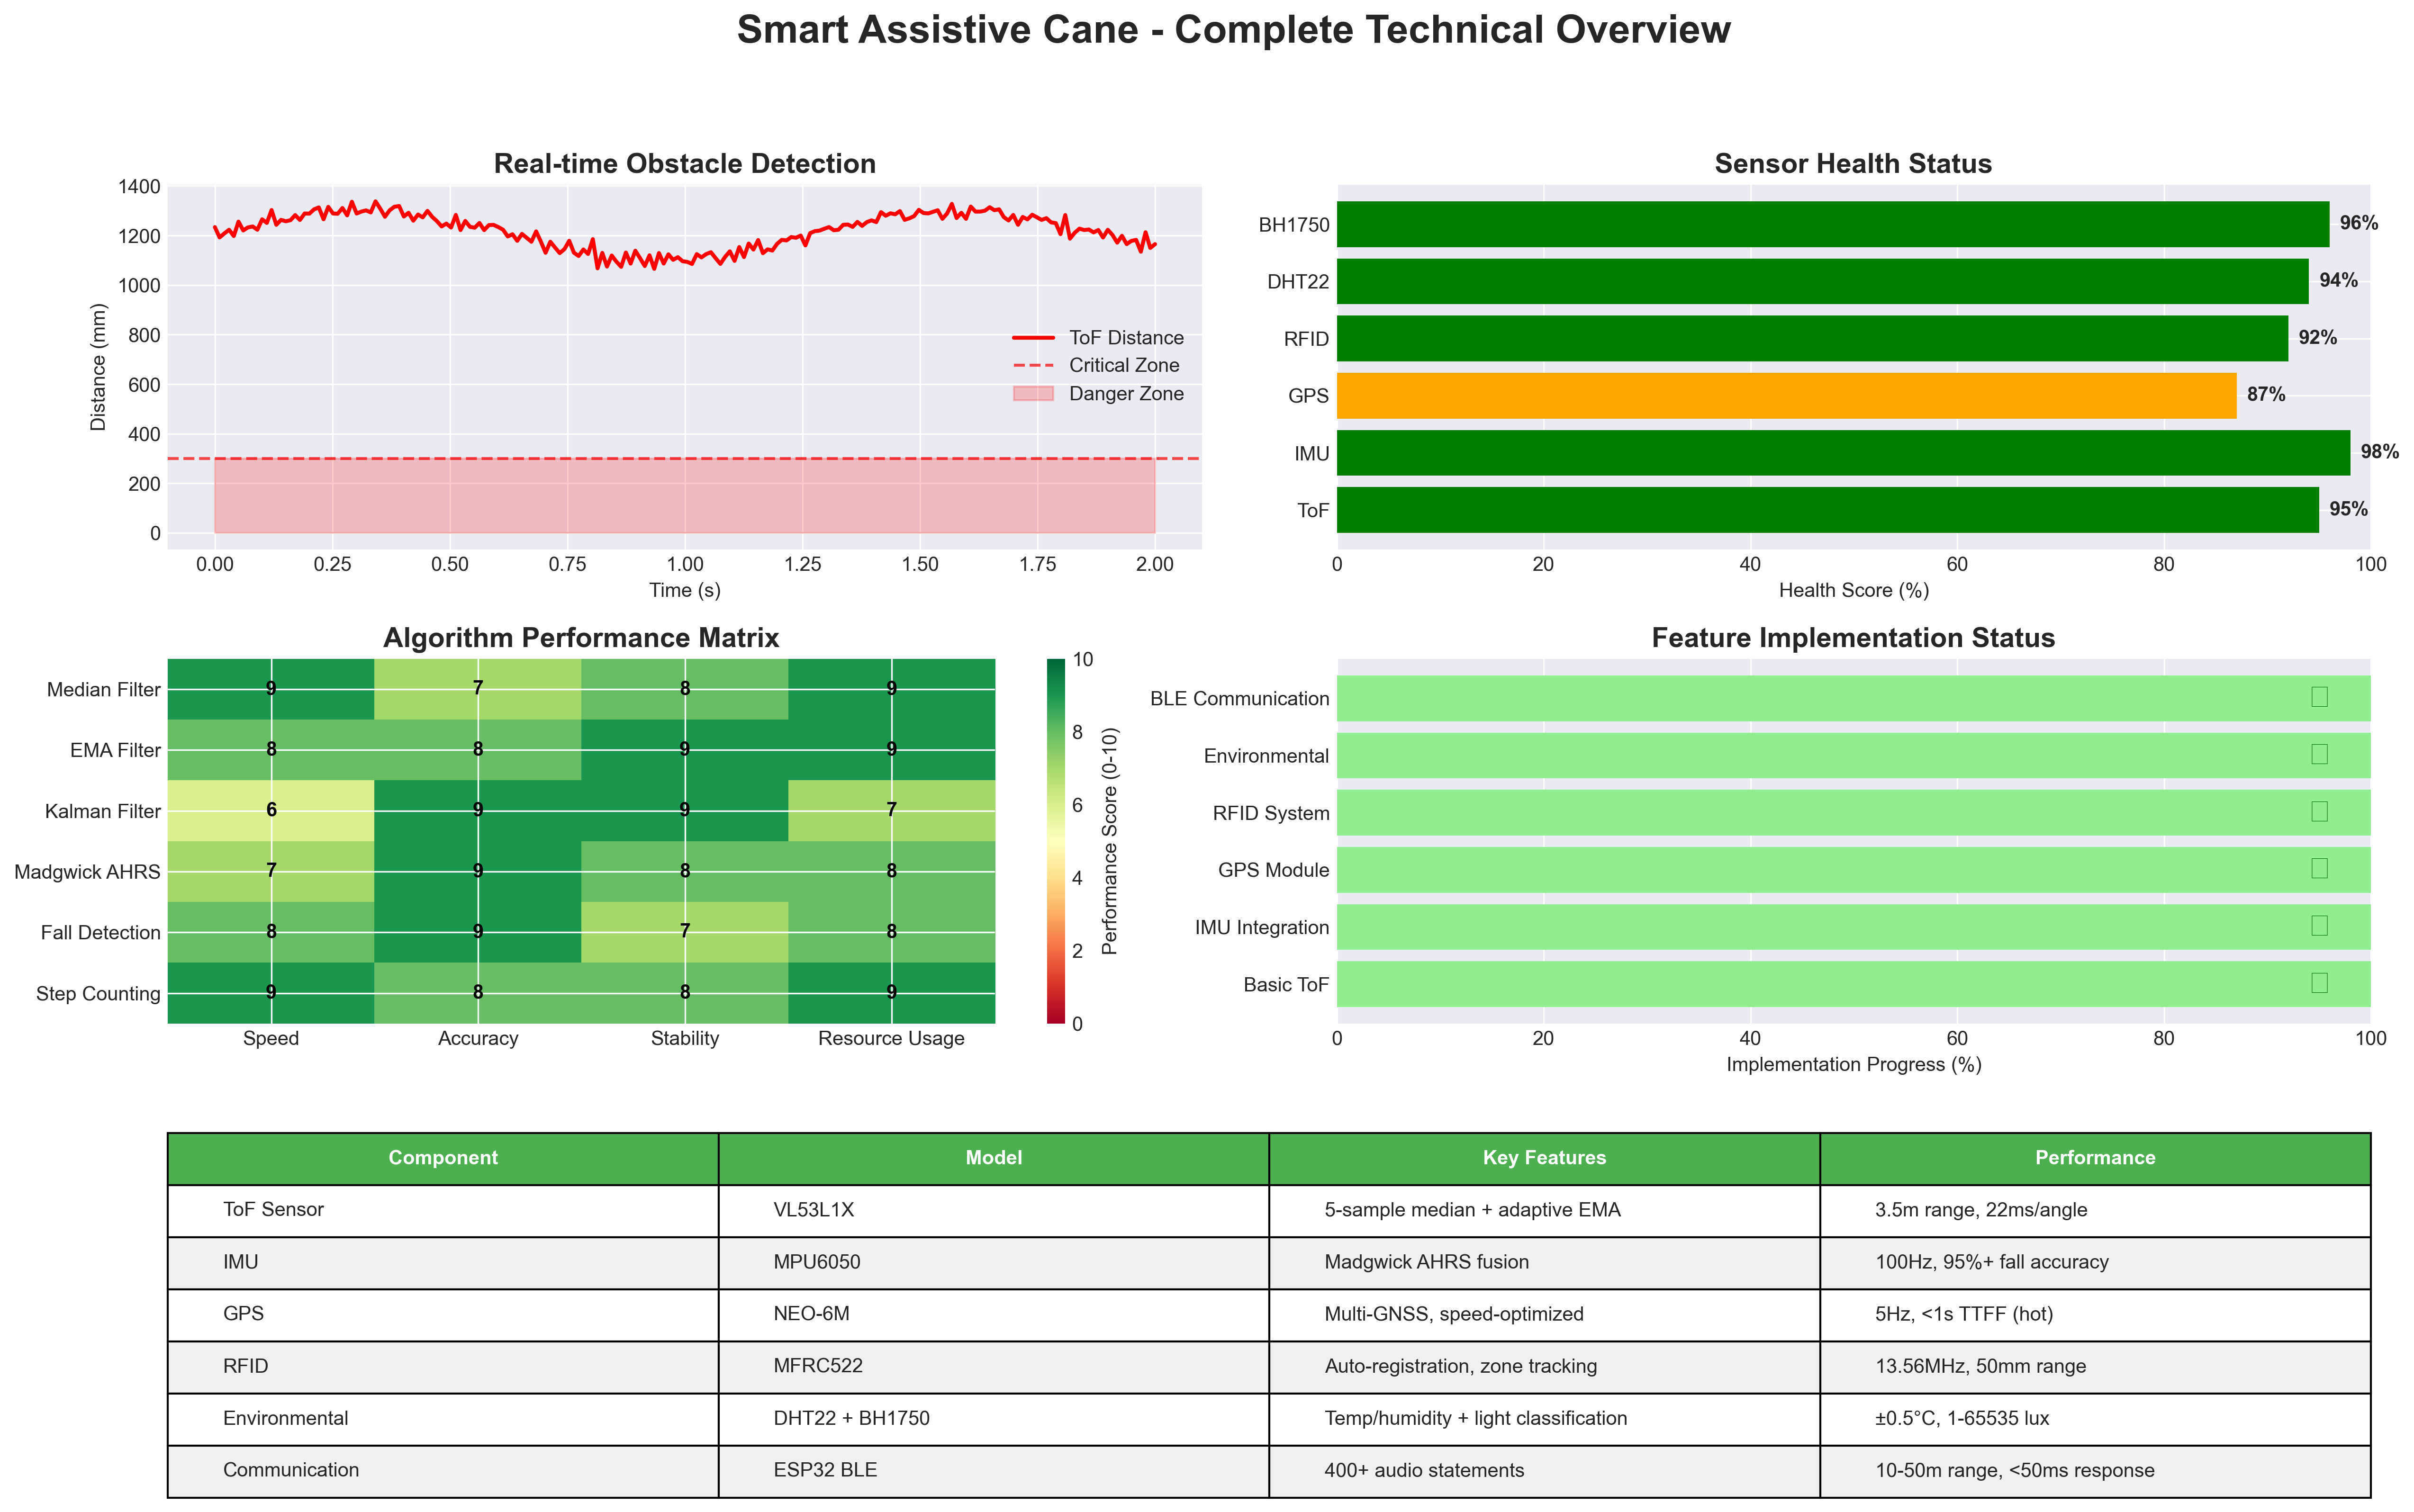 Smart Assistive Cane - Complete Technical Overview
Real-time Obstacle Detection
1400
1200
1000
800
600
400
200
0
Distance (mm)
ToF Distance
Critical Zone
Danger Zone
0.00 0.25 0.50 0.75 1.00 1.25 1.50 1.75 2.00
Time (s)
Sensor Health Status
BH1750 96%
DHT22 94%
RFID 92%
GPS 87%
IMU 98%
ToF 95%
0 20 40 60 80 100
Health Score (%)
Algorithm Performance Matrix
Median Filter 9 7 8 9
EMA Filter 8 8 9 9
Kalman Filter 6 9 9 7
Madgwick AHRS 7 9 8 8
Fall Detection 8 9 7 8
Step Counting 9 8 8 9
Speed Accuracy Stability Resource Usage
10
8
6
4
2
0
Performance Score (0-10)
Feature Implementation Status
BLE Communication
Environmental
RFID System
GPS Module
IMU Integration
Basic ToF
0 20 40 60 80 100
Implementation Progress (%)
Component Model Key Features Performance
ToF Sensor VL53L1X 5-sample median + adaptive EMA 3.5m range, 22ms/angle
IMU MPU6050 Madgwick AHRS fusion 100Hz, 95%+ fall accuracy
GPS NEO-6M Multi-GNSS, speed-optimized 5Hz, <1s TTFF (hot)
RFID MFRC522 Auto-registration, zone tracking 13.56MHz, 50mm range
Environmental DHT22 + BH1750 Temp/humidity + light classification ±0.5°C, 1-65535 lux
Communication ESP32 BLE 400+ audio statements 10-50m range, <50ms response